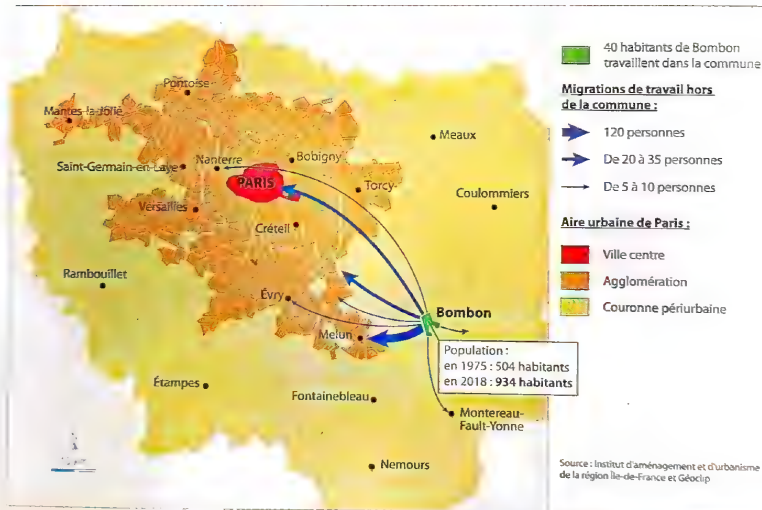 Pontoise
Mantes-la-Jolie
Meaux
Saint-Germain-en-Laye
Nanterre
Bobigny
PARIS
Torcy
Coulommiers
Versailles
Créteil
Rambouillet
Évry
Bombon
Melun
Population :
en 1975 : 504 habitants
en 2018 : 934 habitants
Étampes
Fontainebleau
Montereau-
Fault-Yonne
Nemours
40 habitants de Bombon
travaillent dans la commune
Migrations de travail hors
de la commune :
120 personnes
De 20 à 35 personnes
De 5 à 10 personnes
Aire urbaine de Paris :
Ville centre
Agglomération
Couronne périurbaine
Source : Institut d'aménagement et d'urbanisme
de la région Île-de-France et Géoclip